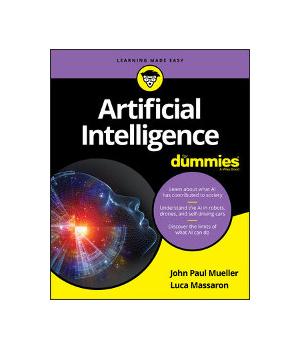 LEARNING MADE EASY
Artificial
Intelligence
for
dummies
A Wiley Brand
Learn about what AI
has contributed to society
Understand the AI in robots,
drones, and self-driving cars
Discover the limits of
what AI can do
John Paul Mueller
Luca Massaron